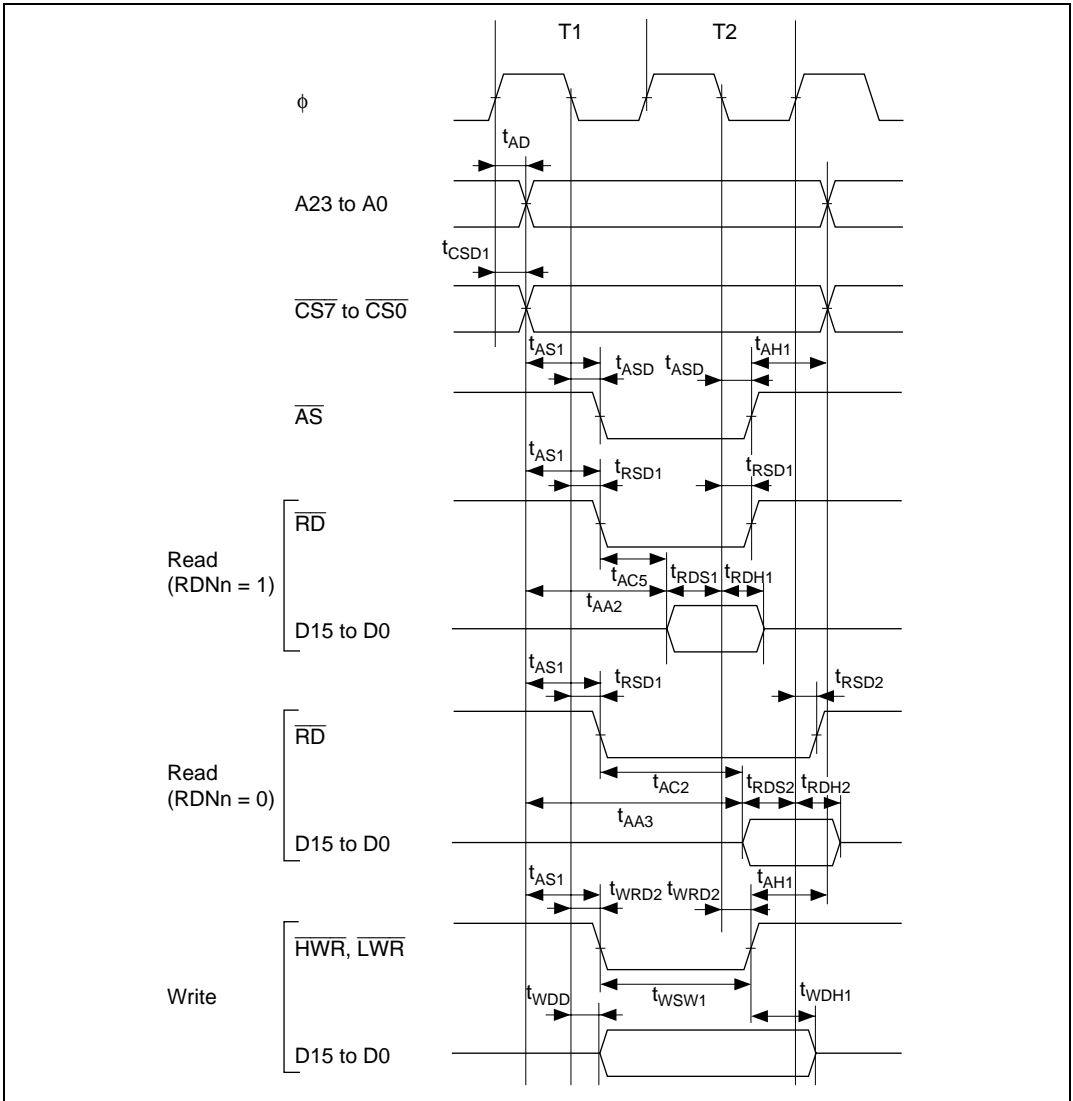 T1 T2
ϕ
tAD
A23 to A0
tCSD1
CS7 to CS0
tAS1 tASD tASD tAH1
AS
tAS1 tRSD1 tRSD1
RD
Read
(RDNn = 1)
tAC5 tRDS1 tRDH1
tAA2
D15 to D0
tAS1 tRSD1 tRSD2
RD
Read
(RDNn = 0)
tAC2 tRDS2 tRDH2
tAA3
D15 to D0
tAS1 tWRD2 tWRD2 tAH1
HWR, LWR
Write
tWDD tWSW1 tWDH1
D15 to D0